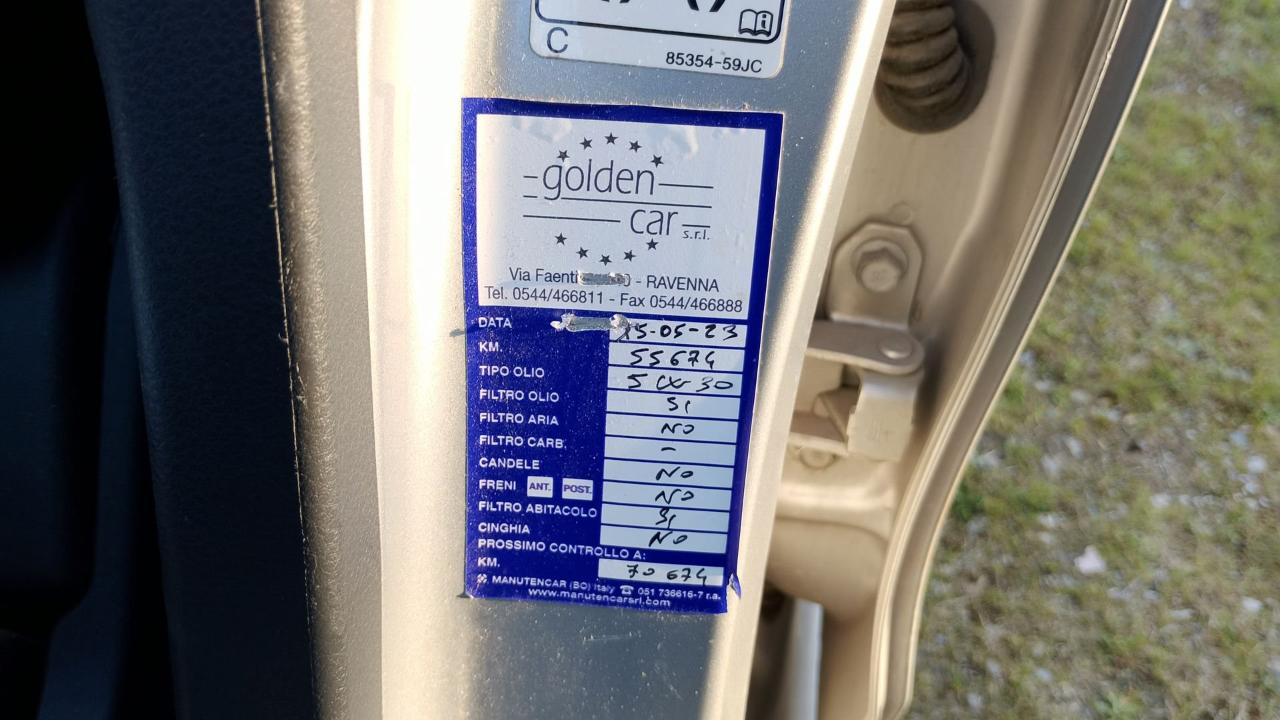 C
85354-59JC
golden
car s.r.l.
Via Faenti - RAVENNA
Tel. 0544/466811 - Fax 0544/466888
DATA 15-05-23
KM. 55674
TIPO OLIO 5W30
FILTRO OLIO SI
FILTRO ARIA NO
FILTRO CARB. -
CANDELE NO
FRENI ANT. POST. NO
FILTRO ABITACOLO SI
CINGHIA NO
PROSSIMO CONTROLLO A:
KM. 70 674
MANUTENCAR (BO) Italy ☎ 051 736616-7 r.a.
www.manutencarsrl.com